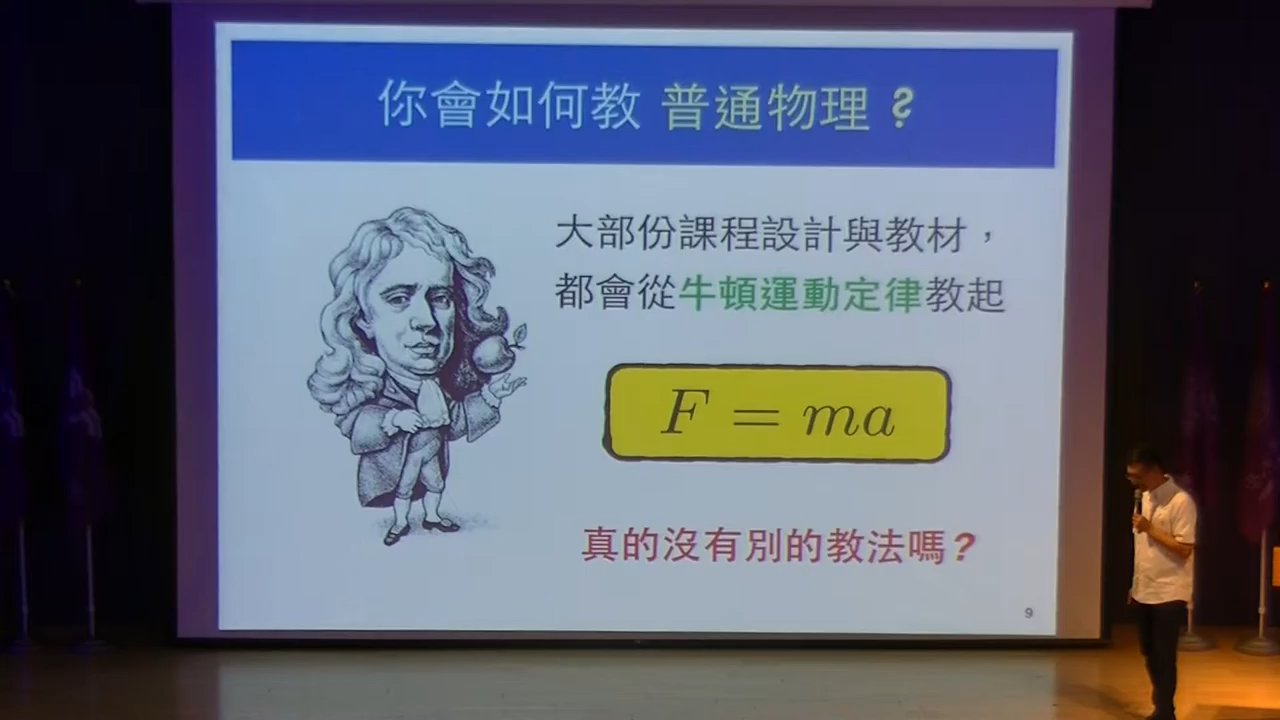 你會如何教 普通物理？
大部份課程設計與教材，
都會從牛頓運動定律教起
F = ma
真的沒有別的教法嗎？
9